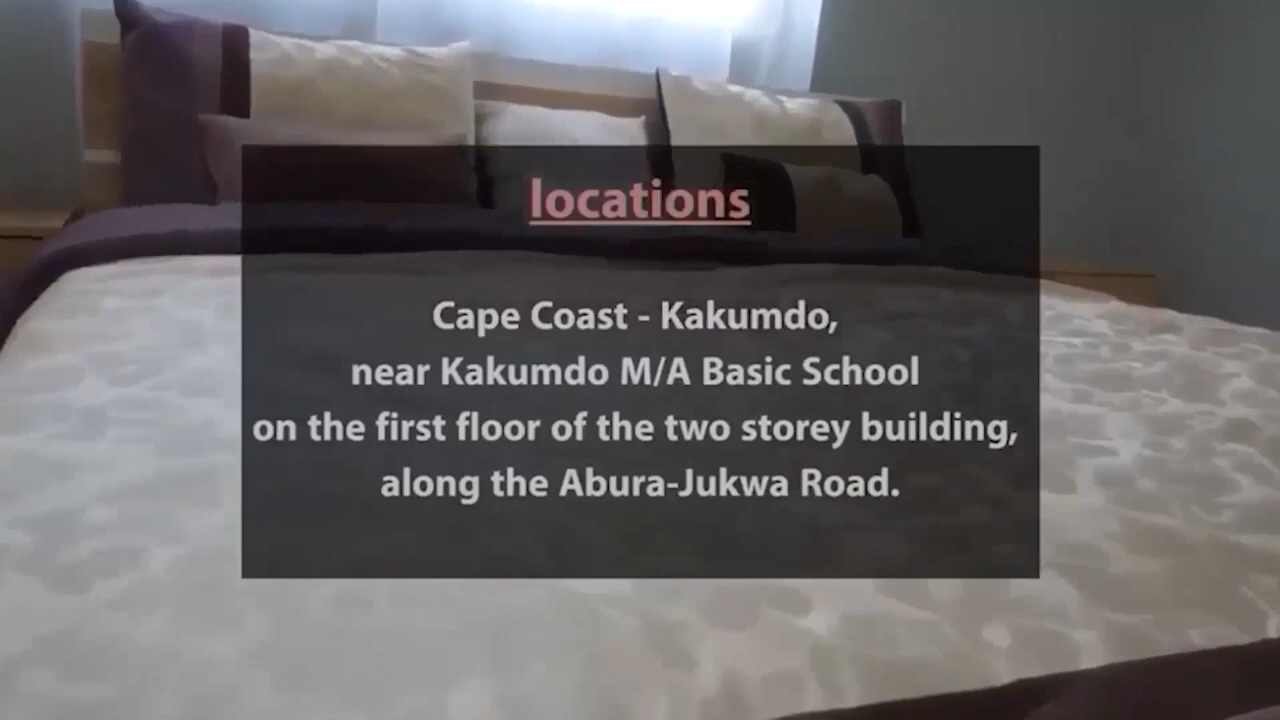 locations
Cape Coast - Kakumdo,
near Kakumdo M/A Basic School
on the first floor of the two storey building,
along the Abura-Jukwa Road.